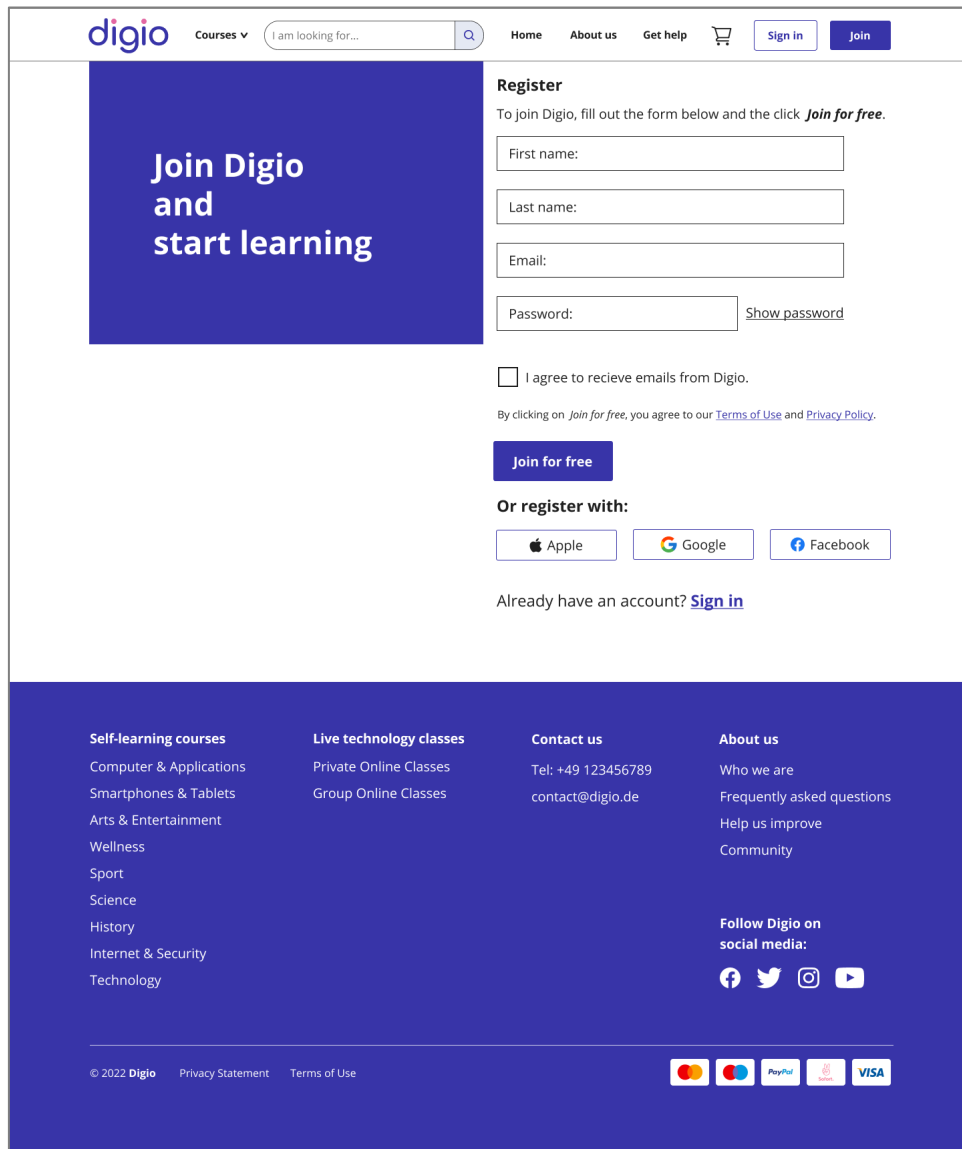 digio
Courses
I am looking for...
Home
About us
Get help
Sign in
Join
Join Digio
and
start learning
Register
To join Digio, fill out the form below and the click Join for free.
First name:
Last name:
Email:
Password:
Show password
I agree to recieve emails from Digio.
By clicking on Join for free, you agree to our Terms of Use and Privacy Policy.
Join for free
Or register with:
Apple
Google
Facebook
Already have an account? Sign in
Self-learning courses
Computer & Applications
Smartphones & Tablets
Arts & Entertainment
Wellness
Sport
Science
History
Internet & Security
Technology
Live technology classes
Private Online Classes
Group Online Classes
Contact us
Tel: +49 123456789
contact@digio.de
About us
Who we are
Frequently asked questions
Help us improve
Community
Follow Digio on
social media:
© 2022 Digio
Privacy Statement
Terms of Use
PayPal
VISA